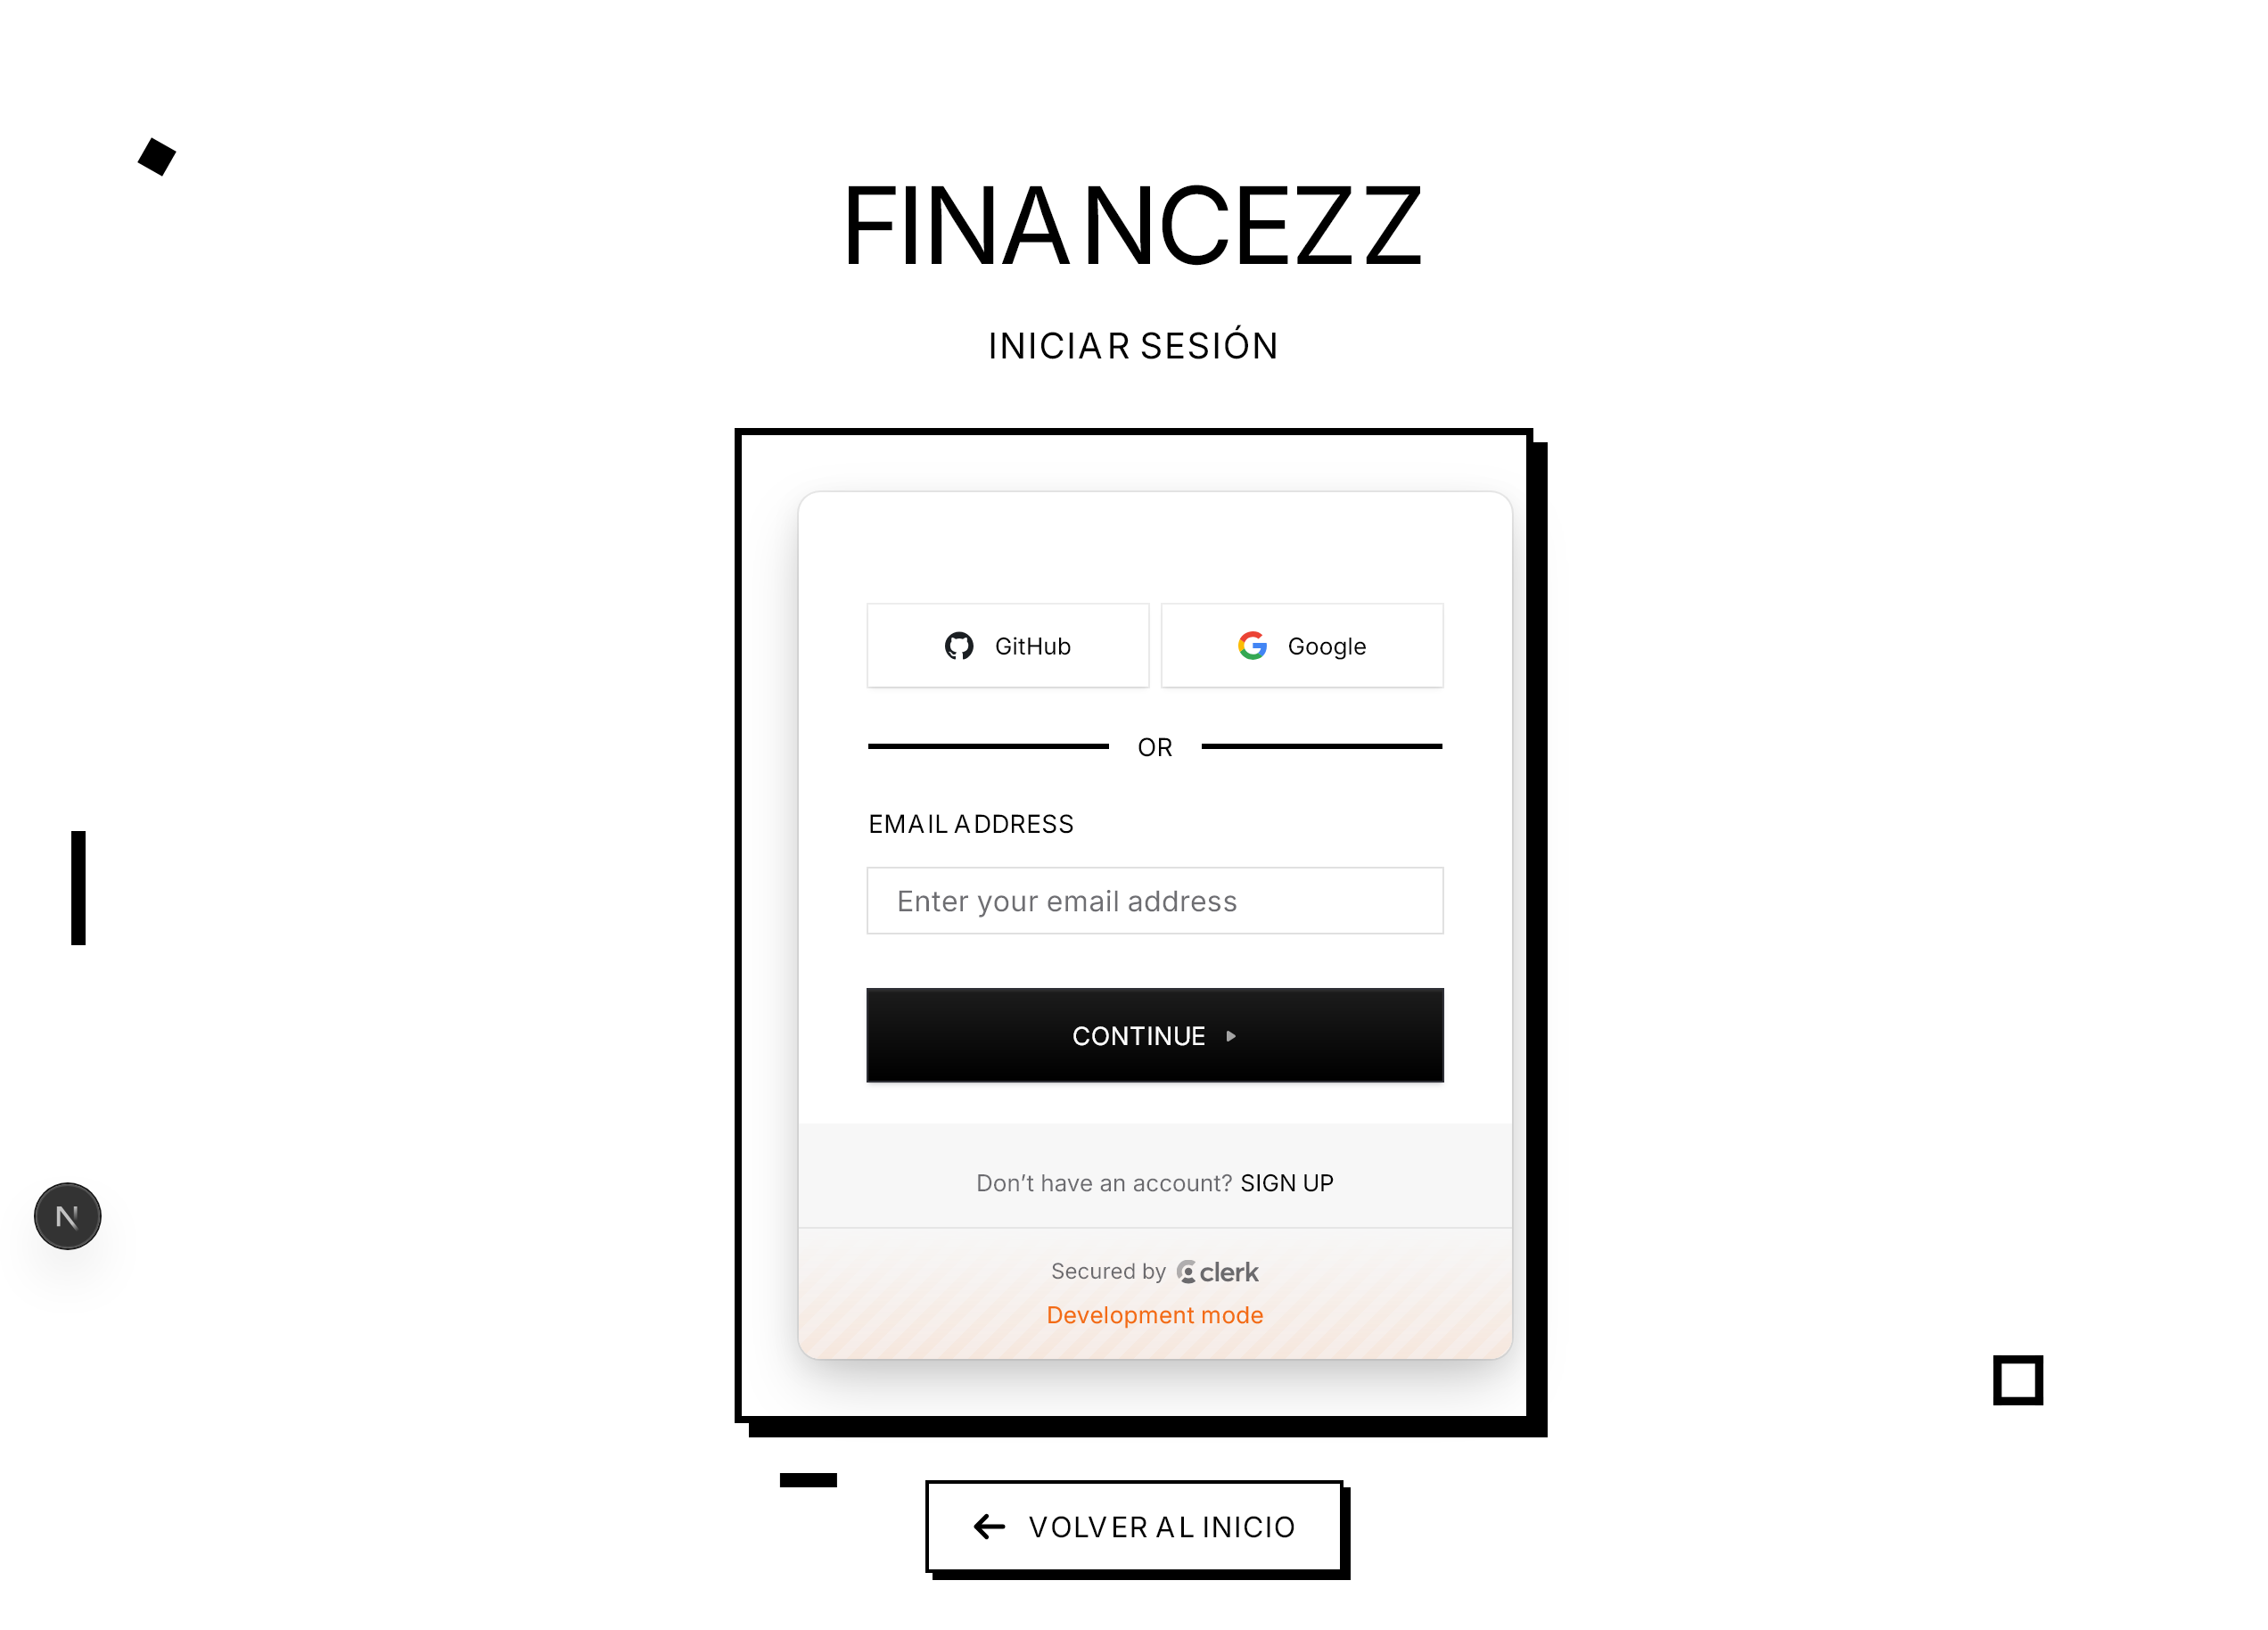 FINANCEZZ
INICIAR SESIÓN
GitHub
Google
OR
EMAIL ADDRESS
Enter your email address
CONTINUE
Don’t have an account? SIGN UP
Secured by clerk
Development mode
N
VOLVER AL INICIO